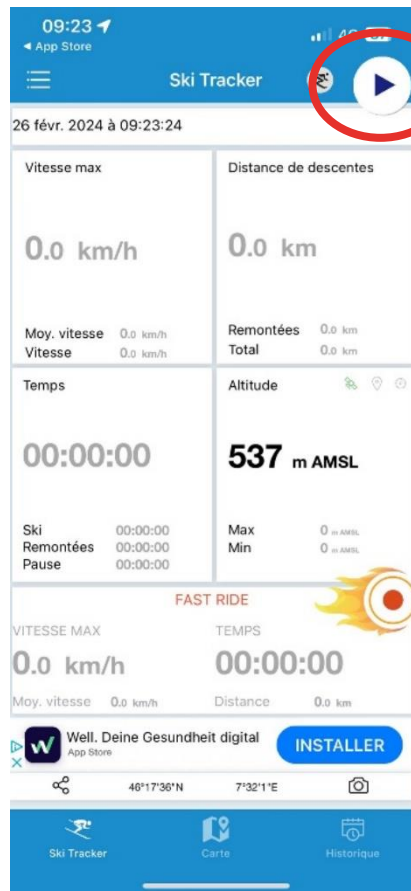 09:23
◄ App Store
4G
Ski Tracker
26 févr. 2024 à 09:23:24
Vitesse max
0.0 km/h
Moy. vitesse 0.0 km/h
Vitesse 0.0 km/h
Distance de descentes
0.0 km
Remontées 0.0 km
Total 0.0 km
Temps
00:00:00
Ski 00:00:00
Remontées 00:00:00
Pause 00:00:00
Altitude
537 m AMSL
Max 0 m AMSL
Min 0 m AMSL
FAST RIDE
VITESSE MAX
0.0 km/h
Moy. vitesse 0.0 km/h
TEMPS
00:00:00
Distance 0.0 km
Well. Deine Gesundheit digital
App Store
INSTALLER
46°17'36"N 7°32'1"E
Ski Tracker
Carte
Historique